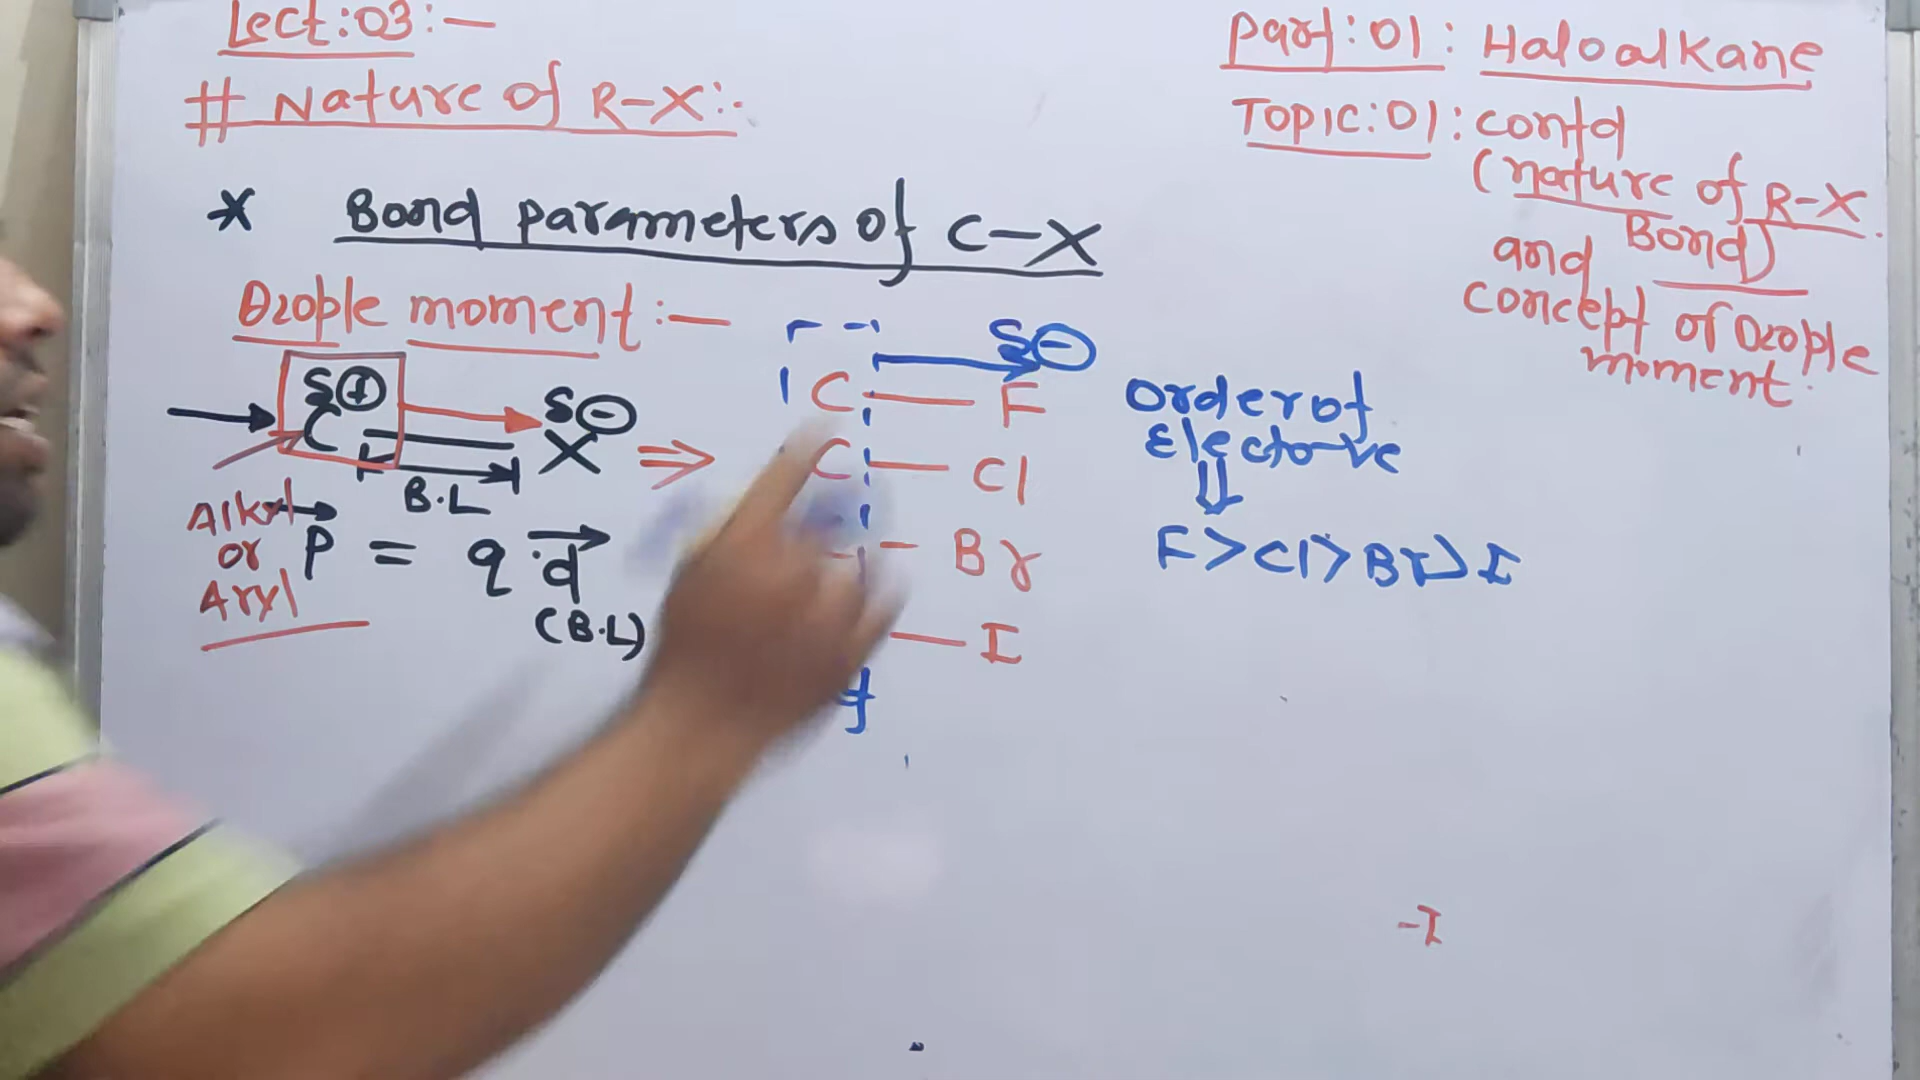 Lect:03:—
# Nature of R-X:-
* Bond parameters of C-X
Dipole moment:—
δ⊕ δ⊖
C X ⇒
B.L
Alkyl
or
Aryl
P = q . d
(B.L)
δ⊖
C — F
C — Cl
- Br
— I
Order of
Electro-ve
⇓
F>Cl>Br>I
Part:01: Haloalkane
Topic:01: contd
(nature of R-X
Bond)
and
concept of Dipole
moment.
-I